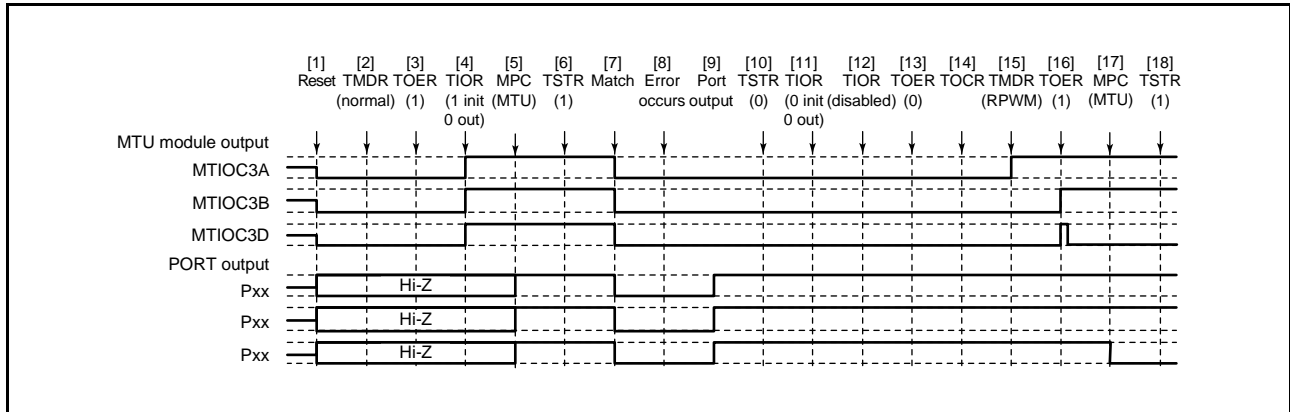 [1] [2] [3] [4] [5] [6] [7] [8] [9] [10] [11] [12] [13] [14] [15] [16] [17] [18]
Reset TMDR TOER TIOR MPC TSTR Match Error Port TSTR TIOR TIOR TOER TOCR TMDR TOER MPC TSTR
(normal) (1) (1 init (MTU) (1) occurs output (0) (0 init (disabled) (0) (RPWM) (1) (MTU) (1)
0 out) 0 out)
MTU module output
MTIOC3A
MTIOC3B
MTIOC3D
PORT output
Pxx Hi-Z
Pxx Hi-Z
Pxx Hi-Z